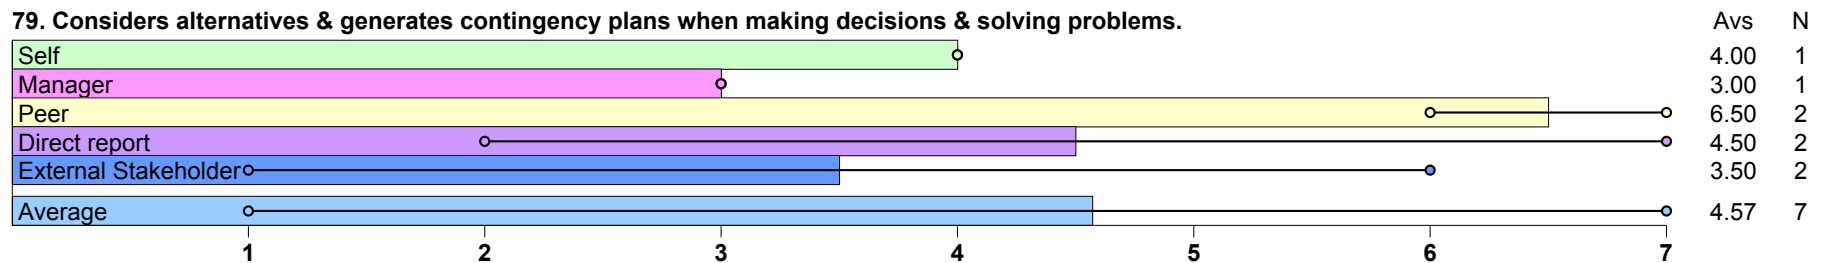 79. Considers alternatives & generates contingency plans when making decisions & solving problems. Avs N
Self 4.00 1
Manager 3.00 1
Peer 6.50 2
Direct report 4.50 2
External Stakeholder 3.50 2
Average 4.57 7
1 2 3 4 5 6 7